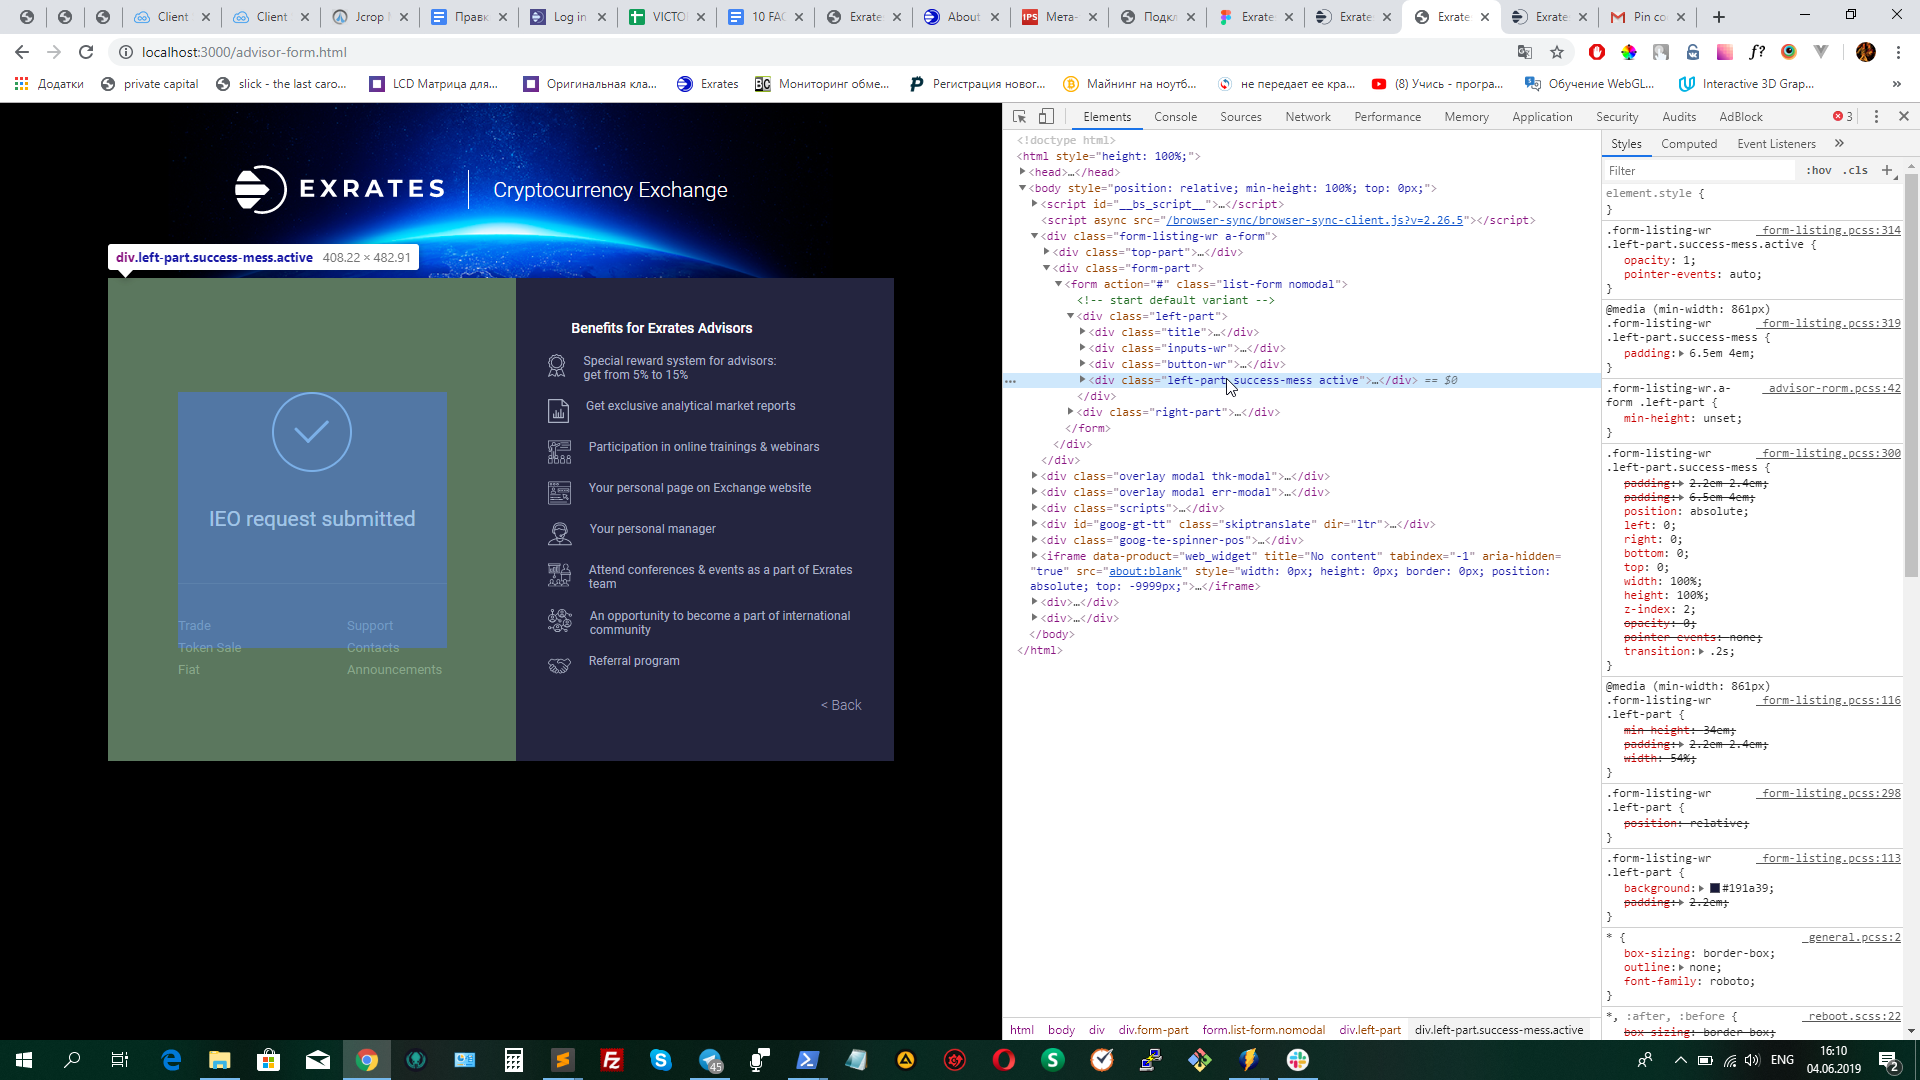 Client
Client
Jcrop
Правк
Log in
VICTO
10 FAC
Exrate
About
Мета-
Подкл
Exrate
Exrate
Exrate
Exrate
Pin co
localhost:3000/advisor-form.html
Додатки
private capital
slick - the last caro...
LCD Матрица для...
Оригинальная кла...
Exrates
Мониторинг обме...
Регистрация новог...
Майнинг на ноутб...
не передает ее кра...
(8) Учись - програ...
Обучение WebGL...
Interactive 3D Grap...
EXRATES
Cryptocurrency Exchange
div.left-part.success-mess.active 408.22 × 482.91
IEO request submitted
Trade
Token Sale
Fiat
Support
Contacts
Announcements
Benefits for Exrates Advisors
Special reward system for advisors:
get from 5% to 15%
Get exclusive analytical market reports
Participation in online trainings & webinars
Your personal page on Exchange website
Your personal manager
Attend conferences & events as a part of Exrates
team
An opportunity to become a part of international
community
Referral program
< Back
Elements Console Sources Network Performance Memory Application Security Audits AdBlock 3
<!doctype html>
<html style="height: 100%;">
<head>…</head>
<body style="position: relative; min-height: 100%; top: 0px;">
<script id="__bs_script__">…</script>
<script async src="/browser-sync/browser-sync-client.js?v=2.26.5"></script>
<div class="form-listing-wr a-form">
<div class="top-part">…</div>
<div class="form-part">
<form action="#" class="list-form nomodal">
<!-- start default variant -->
<div class="left-part">
<div class="title">…</div>
<div class="inputs-wr">…</div>
<div class="button-wr">…</div>
<div class="left-part success-mess active">…</div> == $0
</div>
<div class="right-part">…</div>
</form>
</div>
</div>
<div class="overlay modal thk-modal">…</div>
<div class="overlay modal err-modal">…</div>
<div class="scripts">…</div>
<div id="goog-gt-tt" class="skiptranslate" dir="ltr">…</div>
<div class="goog-te-spinner-pos">…</div>
<iframe data-product="web_widget" title="No content" tabindex="-1" aria-hidden=
"true" src="about:blank" style="width: 0px; height: 0px; border: 0px; position:
absolute; top: -9999px;">…</iframe>
<div>…</div>
<div>…</div>
</body>
</html>
html body div div.form-part form.list-form.nomodal div.left-part div.left-part.success-mess.active
Styles Computed Event Listeners
Filter :hov .cls
element.style {
}
.form-listing-wr _form-listing.pcss:314
.left-part.success-mess.active {
opacity: 1;
pointer-events: auto;
}
@media (min-width: 861px)
.form-listing-wr _form-listing.pcss:319
.left-part.success-mess {
padding: 6.5em 4em;
}
.form-listing-wr.a- _advisor-rorm.pcss:42
form .left-part {
min-height: unset;
}
.form-listing-wr _form-listing.pcss:300
.left-part.success-mess {
padding: 2.2em 2.4em;
padding: 6.5em 4em;
position: absolute;
left: 0;
right: 0;
bottom: 0;
top: 0;
width: 100%;
height: 100%;
z-index: 2;
opacity: 0;
pointer-events: none;
transition: .2s;
}
@media (min-width: 861px)
.form-listing-wr _form-listing.pcss:116
.left-part {
min-height: 34em;
padding: 2.2em 2.4em;
width: 54%;
}
.form-listing-wr _form-listing.pcss:298
.left-part {
position: relative;
}
.form-listing-wr _form-listing.pcss:113
.left-part {
background: #191a39;
padding: 2.2em;
}
* { _general.pcss:2
box-sizing: border-box;
outline: none;
font-family: roboto;
}
*, :after, :before { _reboot.scss:22
box-sizing: border-box;
45
ENG
16:10
04.06.2019
2